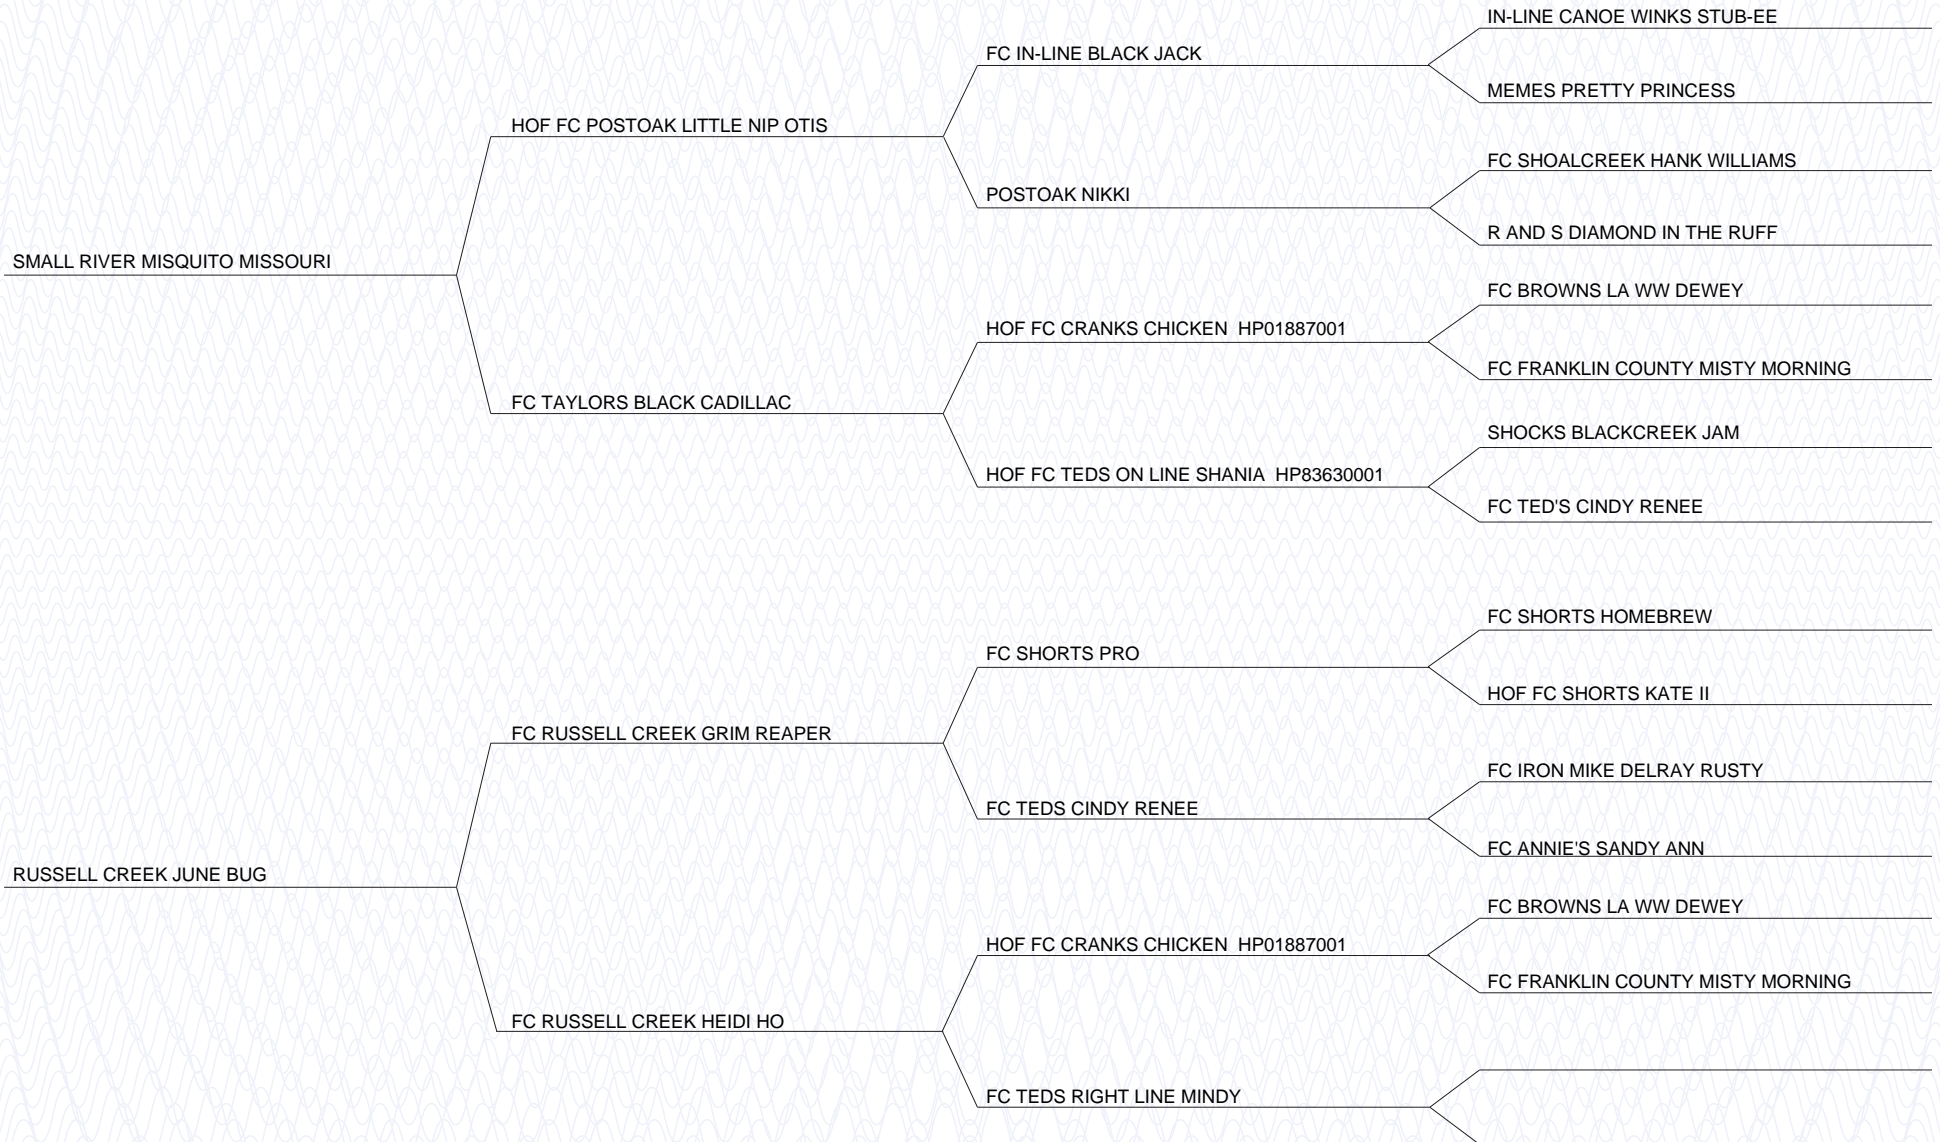 IN-LINE CANOE WINKS STUB-EE
FC IN-LINE BLACK JACK
MEMES PRETTY PRINCESS
HOF FC POSTOAK LITTLE NIP OTIS
FC SHOALCREEK HANK WILLIAMS
POSTOAK NIKKI
R AND S DIAMOND IN THE RUFF
SMALL RIVER MISQUITO MISSOURI
FC BROWNS LA WW DEWEY
HOF FC CRANKS CHICKEN HP01887001
FC FRANKLIN COUNTY MISTY MORNING
FC TAYLORS BLACK CADILLAC
SHOCKS BLACKCREEK JAM
HOF FC TEDS ON LINE SHANIA HP83630001
FC TED'S CINDY RENEE
FC SHORTS HOMEBREW
FC SHORTS PRO
HOF FC SHORTS KATE II
FC RUSSELL CREEK GRIM REAPER
FC IRON MIKE DELRAY RUSTY
FC TEDS CINDY RENEE
FC ANNIE'S SANDY ANN
RUSSELL CREEK JUNE BUG
FC BROWNS LA WW DEWEY
HOF FC CRANKS CHICKEN HP01887001
FC FRANKLIN COUNTY MISTY MORNING
FC RUSSELL CREEK HEIDI HO
FC TEDS RIGHT LINE MINDY